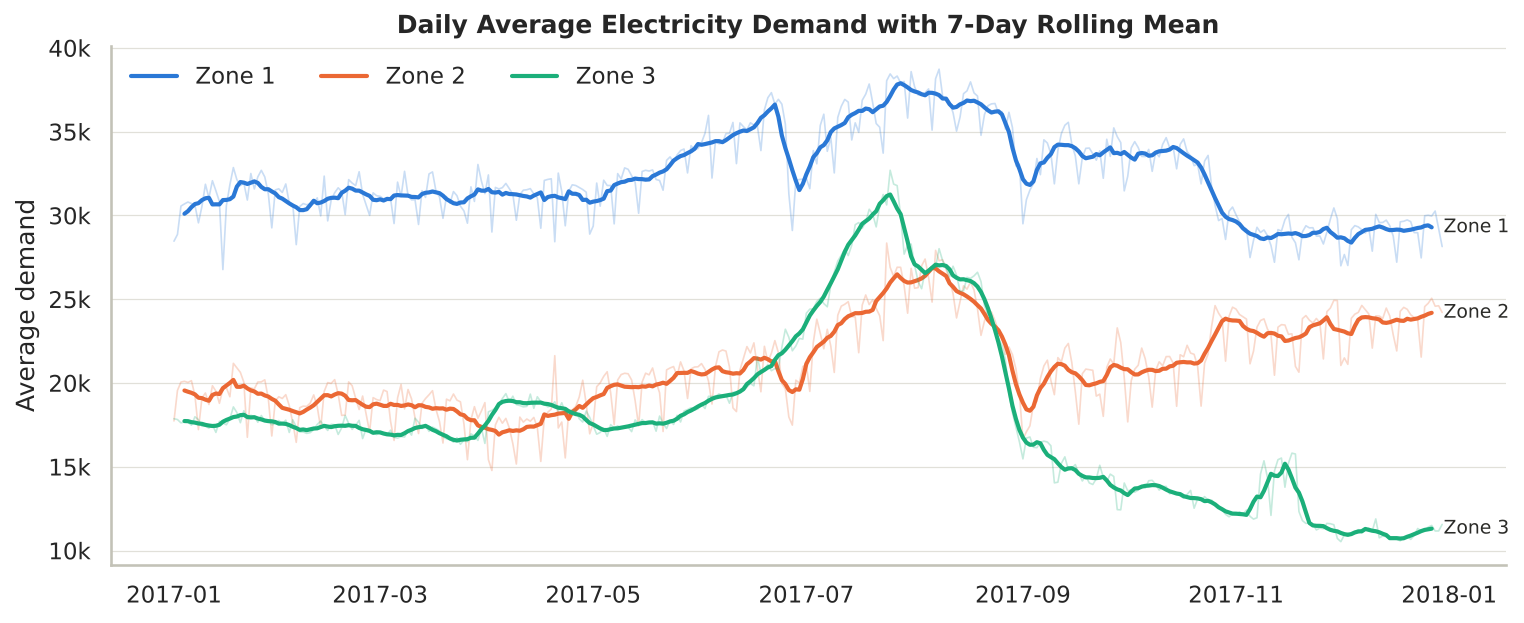 Daily Average Electricity Demand with 7-Day Rolling Mean
Zone 1 Zone 2 Zone 3
Average demand
40k
35k
30k
25k
20k
15k
10k
Zone 1
Zone 2
Zone 3
2017-01 2017-03 2017-05 2017-07 2017-09 2017-11 2018-01